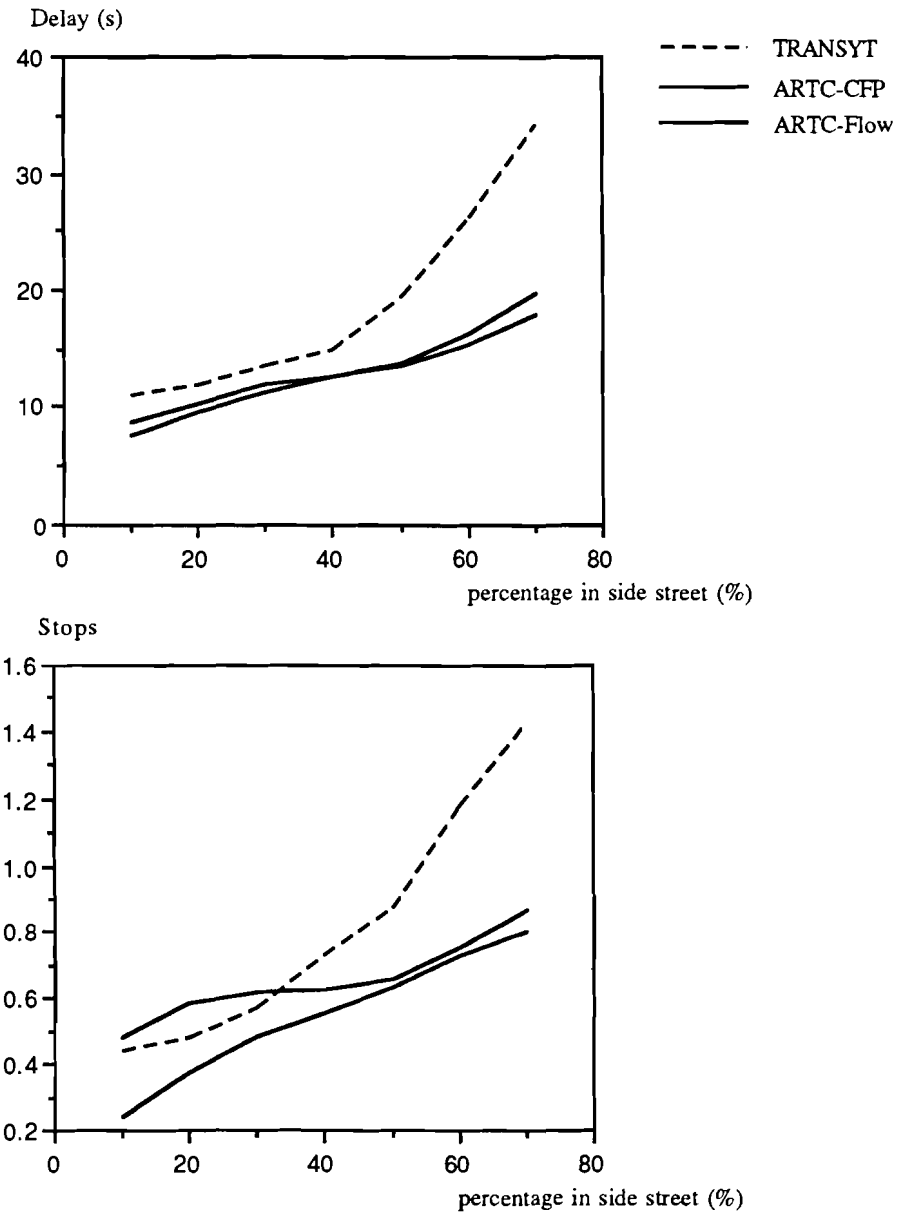 Delay (s)
TRANSYT
ARTC-CFP
ARTC-Flow
40
30
20
10
0
0 20 40 60 80
percentage in side street (%)
Stops
1.6
1.4
1.2
1.0
0.8
0.6
0.4
0.2
0 20 40 60 80
percentage in side street (%)